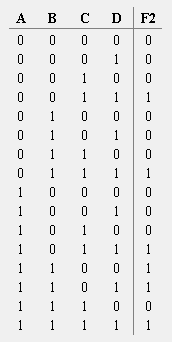 A B C D F2
0 0 0 0 0
0 0 0 1 0
0 0 1 0 0
0 0 1 1 1
0 1 0 0 0
0 1 0 1 0
0 1 1 0 0
0 1 1 1 1
1 0 0 0 0
1 0 0 1 0
1 0 1 0 0
1 0 1 1 1
1 1 0 0 1
1 1 0 1 1
1 1 1 0 0
1 1 1 1 1